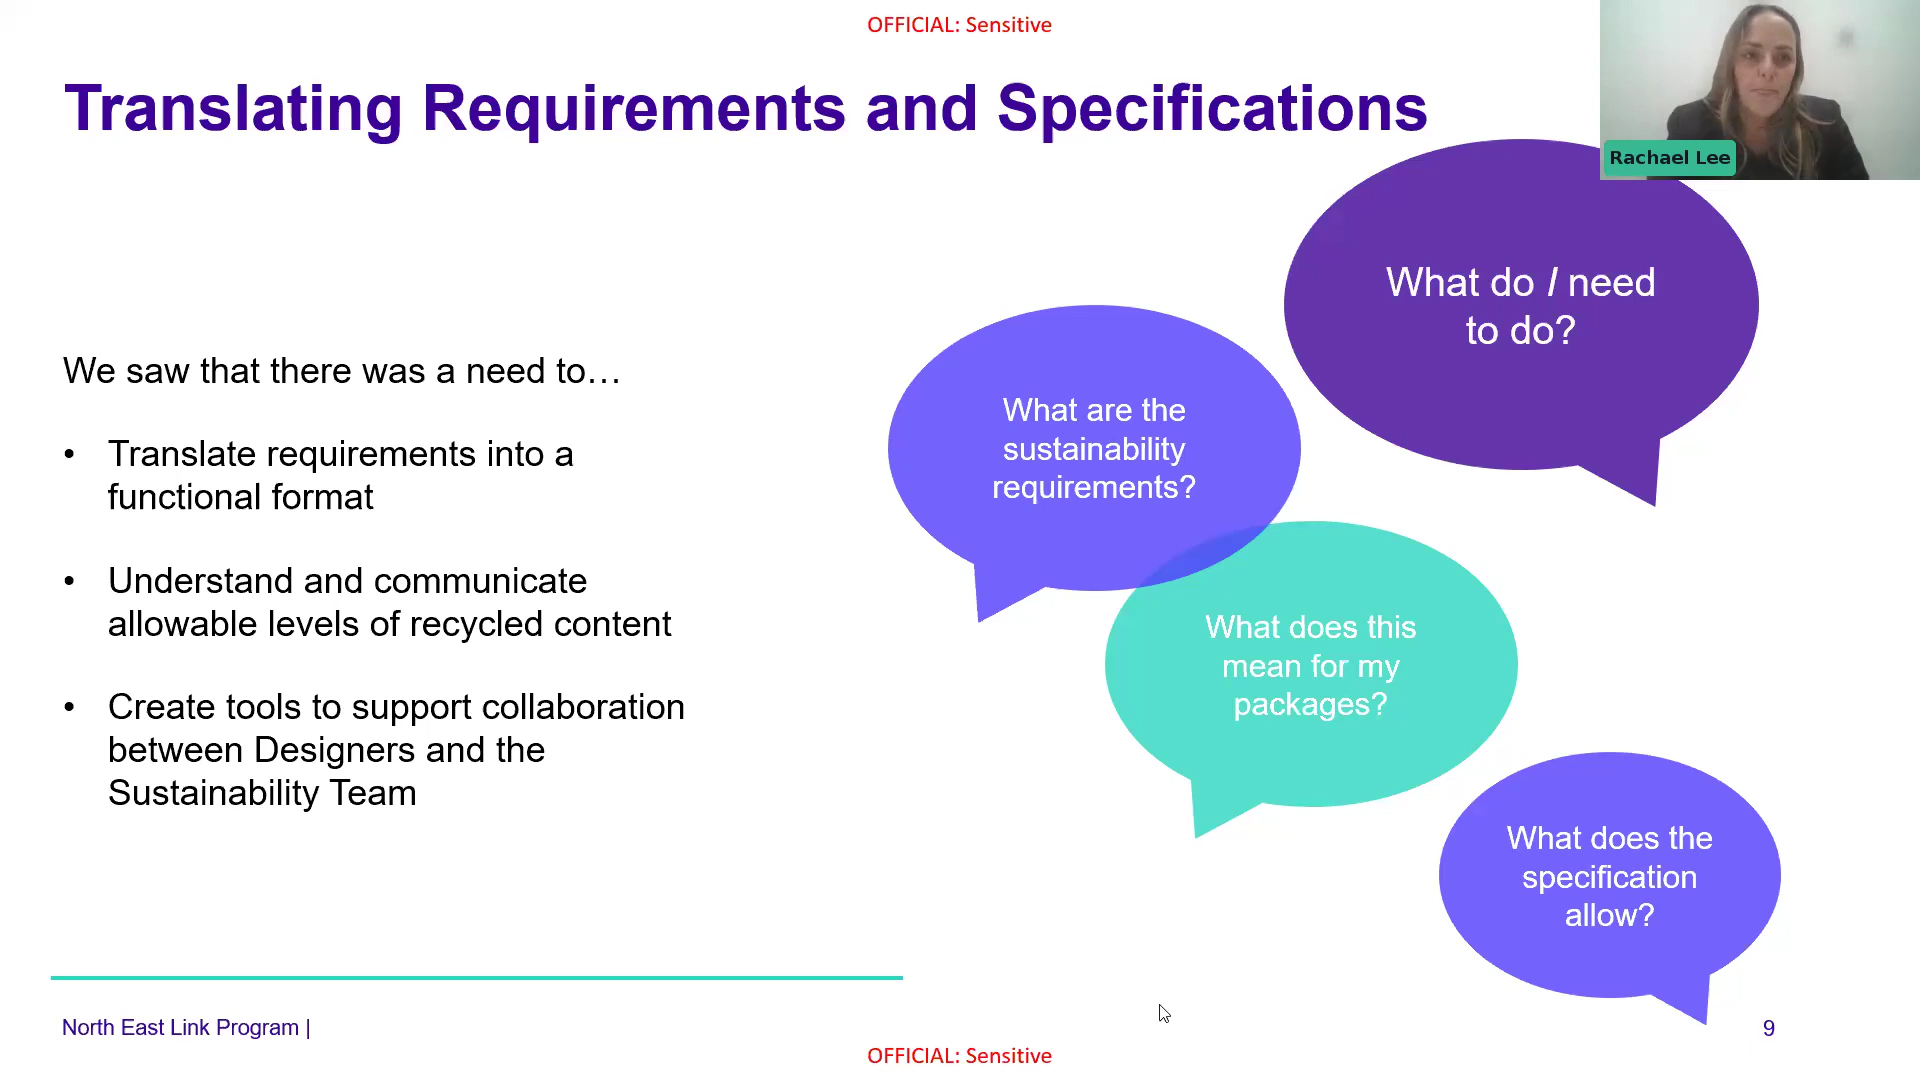 OFFICIAL: Sensitive
Translating Requirements and Specifications
Rachael Lee
What do I need
to do?
What are the
sustainability
requirements?
We saw that there was a need to…
• Translate requirements into a
functional format
• Understand and communicate
allowable levels of recycled content
• Create tools to support collaboration
between Designers and the
Sustainability Team
What does this
mean for my
packages?
What does the
specification
allow?
North East Link Program |
9
OFFICIAL: Sensitive